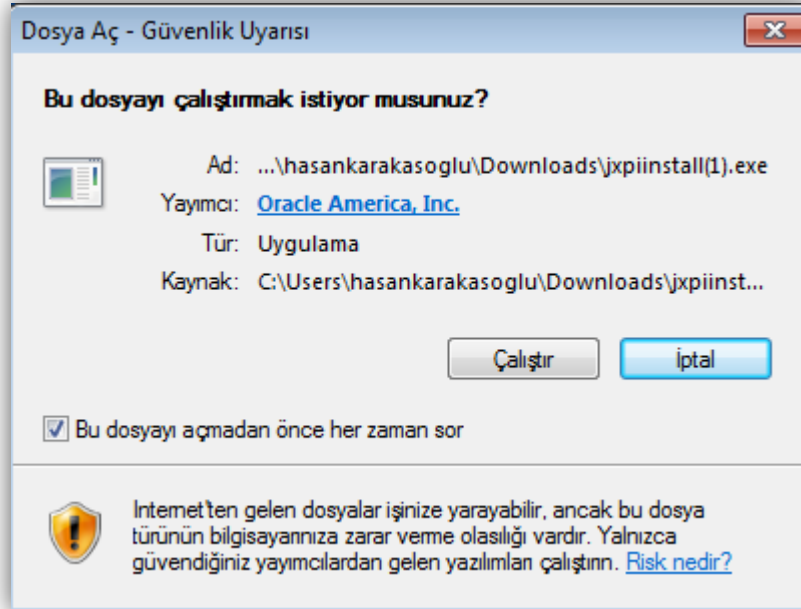 Dosya Aç - Güvenlik Uyarısı
Bu dosyayı çalıştırmak istiyor musunuz?
Ad: ...\hasankarakasoglu\Downloads\jxpiinstall(1).exe
Yayımcı: Oracle America, Inc.
Tür: Uygulama
Kaynak: C:\Users\hasankarakasoglu\Downloads\jxpiinst...
Çalıştır İptal
Bu dosyayı açmadan önce her zaman sor
Internet'ten gelen dosyalar işinize yarayabilir, ancak bu dosya
türünün bilgisayarınıza zarar verme olasılığı vardır. Yalnızca
güvendiğiniz yayımcılardan gelen yazılımları çalıştırın. Risk nedir?